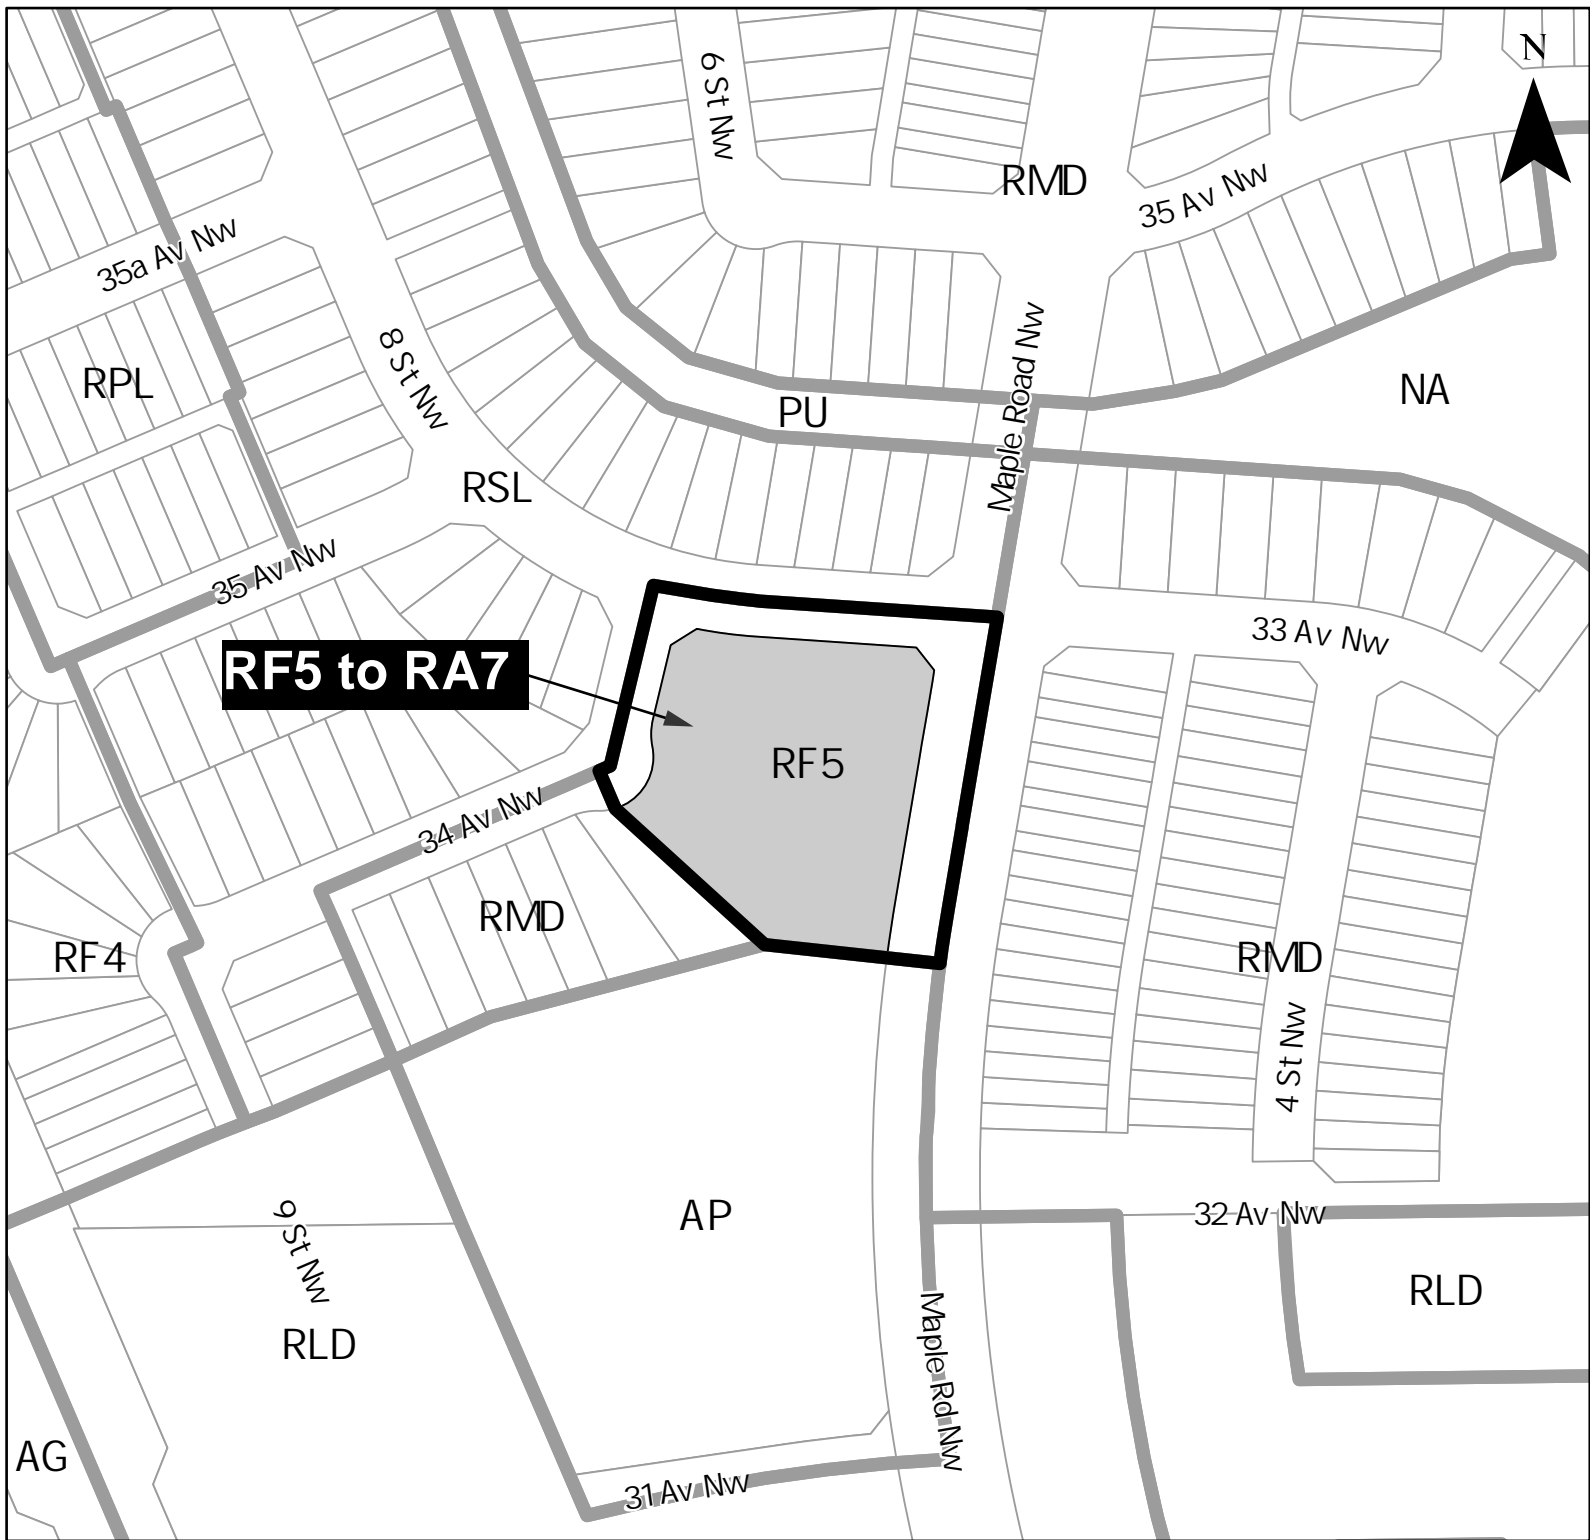 N
6 St Nw
RMD
35 Av Nw
35a Av Nw
8 St Nw
RPL
Maple Road Nw
NA
PU
RSL
35 Av Nw
33 Av Nw
RF5 to RA7
RF5
34 Av Nw
RMD
RF4
RMD
4 St Nw
9 St Nw
AP
32 Av Nw
RLD
RLD
Maple Rd Nw
AG
31 Av Nw